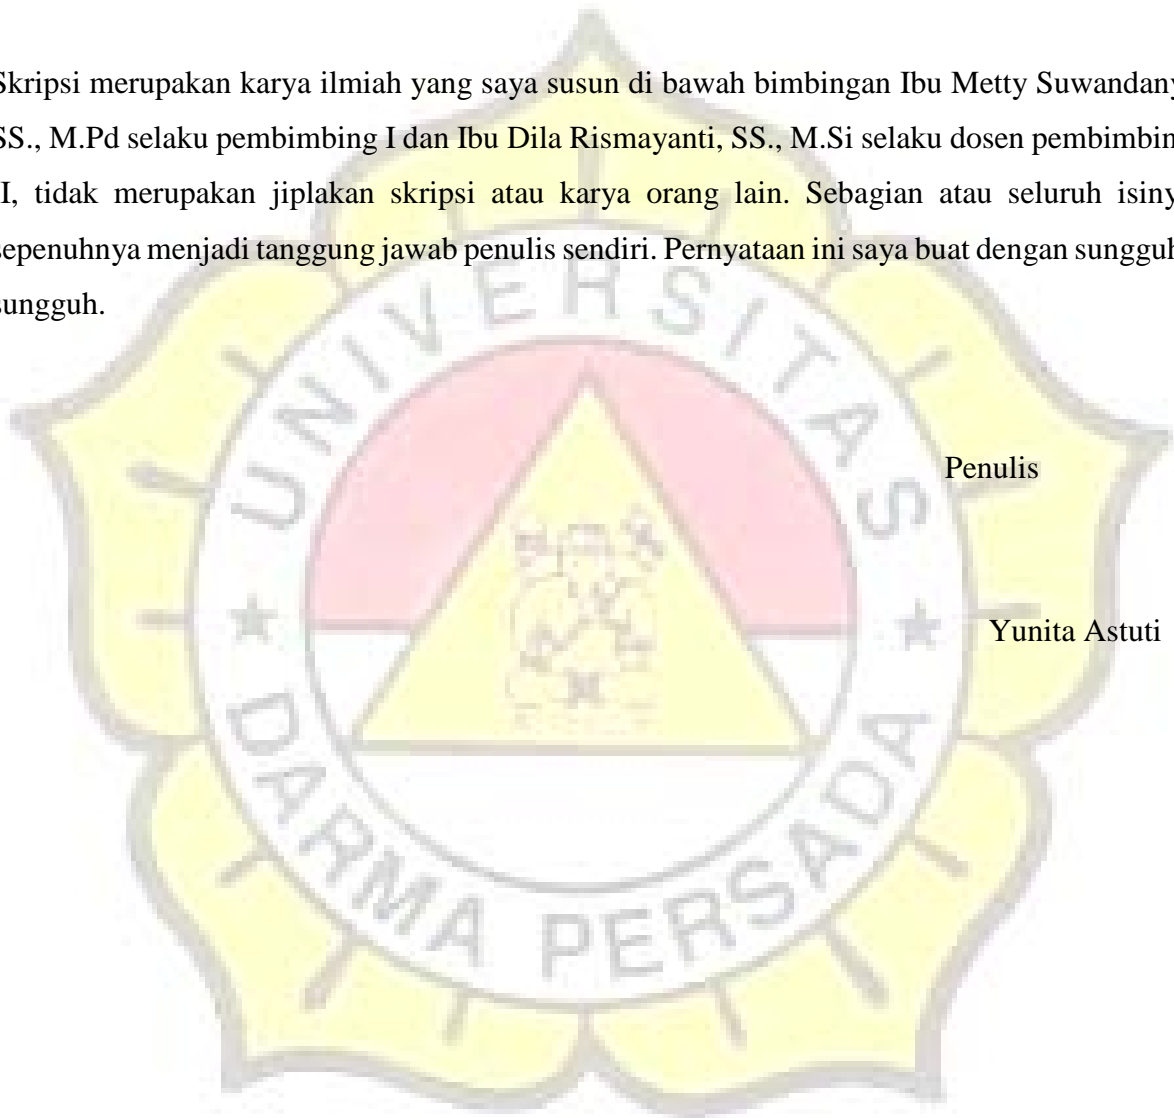 Skripsi merupakan karya ilmiah yang saya susun di bawah bimbingan Ibu Metty Suwandany
SS., M.Pd selaku pembimbing I dan Ibu Dila Rismayanti, SS., M.Si selaku dosen pembimbin
I, tidak merupakan jiplakan skripsi atau karya orang lain. Sebagian atau seluruh isiny
sepenuhnya menjadi tanggung jawab penulis sendiri. Pernyataan ini saya buat dengan sungguh
sungguh.
UNIVERSITAS
Penulis
Yunita Astuti
DARMA PERSADA